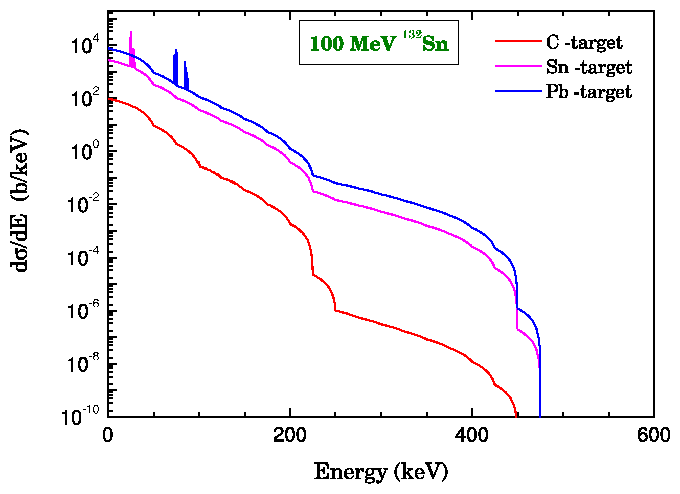 100 MeV ¹³²Sn
C -target
Sn -target
Pb -target
dσ/dE (b/keV)
10⁴
10²
10⁰
10⁻²
10⁻⁴
10⁻⁶
10⁻⁸
10⁻¹⁰
0 200 400 600
Energy (keV)